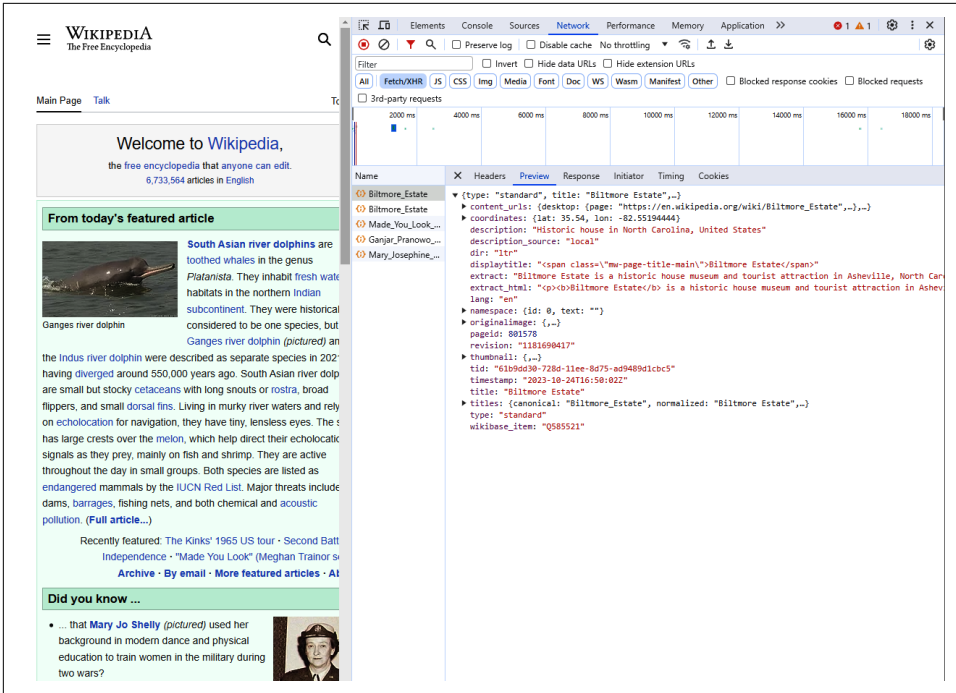 WIKIPEDIA
The Free Encyclopedia
Main Page Talk To
Welcome to Wikipedia,
the free encyclopedia that anyone can edit.
6,733,564 articles in English
From today's featured article
South Asian river dolphins are
toothed whales in the genus
Platanista. They inhabit fresh wate
habitats in the northern Indian
subcontinent. They were historical
considered to be one species, but
Ganges river dolphin (pictured) an
Ganges river dolphin
the Indus river dolphin were described as separate species in 2021
having diverged around 550,000 years ago. South Asian river dolp
are small but stocky cetaceans with long snouts or rostra, broad
flippers, and small dorsal fins. Living in murky river waters and rely
on echolocation for navigation, they have tiny, lensless eyes. The s
has large crests over the melon, which help direct their echolocatic
signals as they prey, mainly on fish and shrimp. They are active
throughout the day in small groups. Both species are listed as
endangered mammals by the IUCN Red List. Major threats include
dams, barrages, fishing nets, and both chemical and acoustic
pollution. (Full article...)
Recently featured: The Kinks' 1965 US tour · Second Batt
Independence · "Made You Look" (Meghan Trainor so
Archive · By email · More featured articles · Ab
Did you know ...
... that Mary Jo Shelly (pictured) used her
background in modern dance and physical
education to train women in the military during
two wars?
Elements Console Sources Network Performance Memory Application 1 1
Preserve log Disable cache No throttling
Filter Invert Hide data URLs Hide extension URLs
All Fetch/XHR JS CSS Img Media Font Doc WS Wasm Manifest Other Blocked response cookies Blocked requests
3rd-party requests
2000 ms 4000 ms 6000 ms 8000 ms 10000 ms 12000 ms 14000 ms 16000 ms 18000 ms
Name
Biltmore_Estate
Biltmore_Estate
Made_You_Look_...
Ganjar_Pranowo_...
Mary_Josephine_...
Headers Preview Response Initiator Timing Cookies
{type: "standard", title: "Biltmore Estate",…}
content_urls: {desktop: {page: "https://en.wikipedia.org/wiki/Biltmore_Estate",…},…}
coordinates: {lat: 35.54, lon: -82.55194444}
description: "Historic house in North Carolina, United States"
description_source: "local"
dir: "ltr"
displaytitle: "<span class=\"mw-page-title-main\">Biltmore Estate</span>"
extract: "Biltmore Estate is a historic house museum and tourist attraction in Asheville, North Car
extract_html: "<p><b>Biltmore Estate</b> is a historic house museum and tourist attraction in Ashev
lang: "en"
namespace: {id: 0, text: ""}
originalimage: {,…}
pageid: 801578
revision: "1181690417"
thumbnail: {,…}
tid: "61b9dd30-728d-11ee-8d75-ad9489d1cbc5"
timestamp: "2023-10-24T16:50:02Z"
title: "Biltmore Estate"
titles: {canonical: "Biltmore_Estate", normalized: "Biltmore Estate",…}
type: "standard"
wikibase_item: "Q585521"